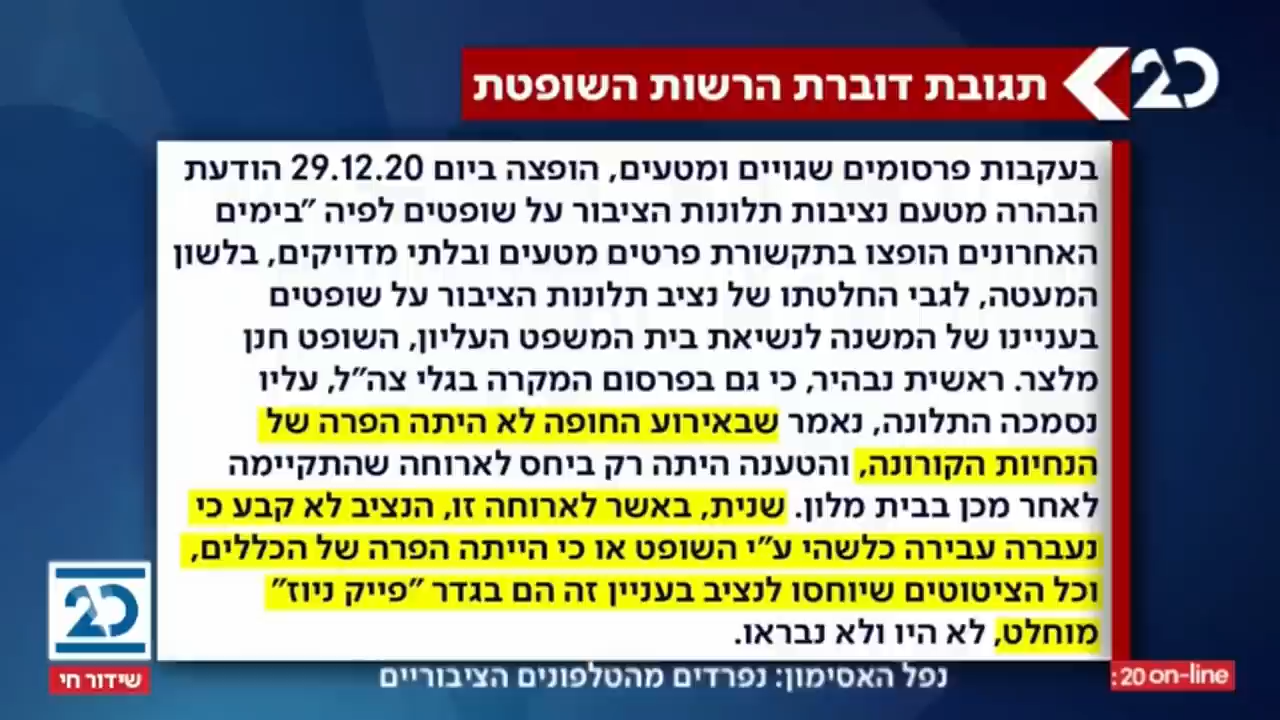 תגובת דוברת הרשות השופטת
20
בעקבות פרסומים שגויים ומטעים, הופצה ביום 29.12.20 הודעת
הבהרה מטעם נציבות תלונות הציבור על שופטים לפיה "בימים
האחרונים הופצו בתקשורת פרטים מטעים ובלתי מדויקים, בלשון
המעטה, לגבי החלטתו של נציב תלונות הציבור על שופטים
בעניינו של המשנה לנשיאת בית המשפט העליון, השופט חנן
מלצר. ראשית נבהיר, כי גם בפרסום המקרה בגלי צה"ל, עליו
נסמכה התלונה, נאמר שבאירוע החופה לא היתה הפרה של
הנחיות הקורונה, והטענה היתה רק ביחס לארוחה שהתקיימה
לאחר מכן בבית מלון. שנית, באשר לארוחה זו, הנציב לא קבע כי
נעברה עבירה כלשהי ע"י השופט או כי הייתה הפרה של הכללים,
וכל הציטוטים שיוחסו לנציב בעניין זה הם בגדר "פייק ניוז"
מוחלט, לא היו ולא נבראו.
20
שידור חי
20 on-line :
נפל האסימון: נפרדים מהטלפונים הציבוריים